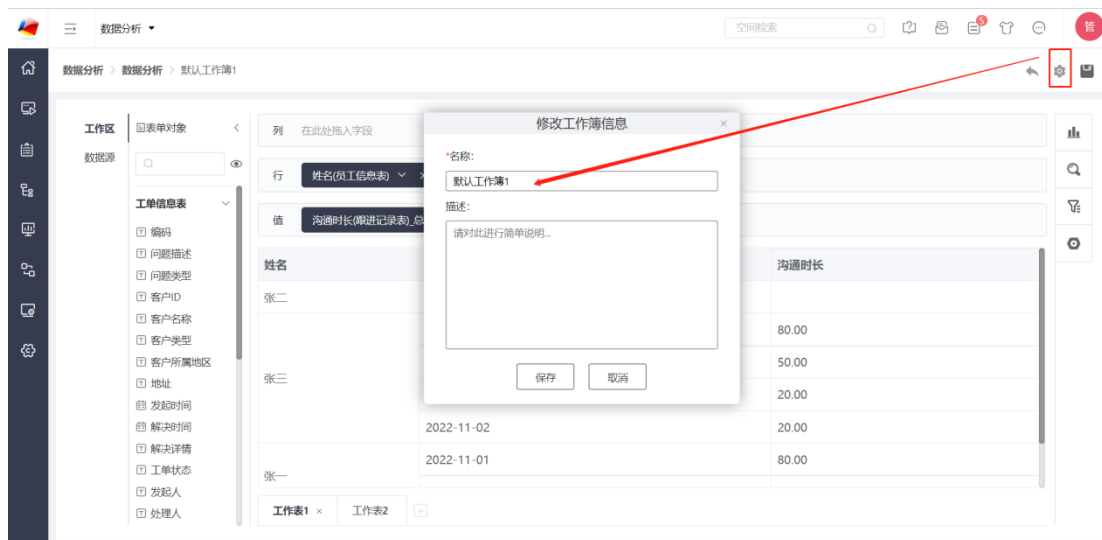 数据分析
空间检索
5
管
数据分析 > 数据分析 > 默认工作簿1
工作区
数据源
表单对象
工单信息表
编码
问题描述
问题类型
客户ID
客户名称
客户类型
客户所属地区
地址
发起时间
解决时间
解决详情
工单状态
发起人
处理人
列 在此处拖入字段
行 姓名(员工信息表)
值 沟通时长(跟进记录表)_总
姓名 沟通时长
张二
80.00
50.00
张三
20.00
2022-11-02 20.00
2022-11-01 80.00
张一
工作表1 × 工作表2 +
修改工作簿信息 ×
*名称:
默认工作簿1
描述:
请对此进行简单说明...
保存 取消